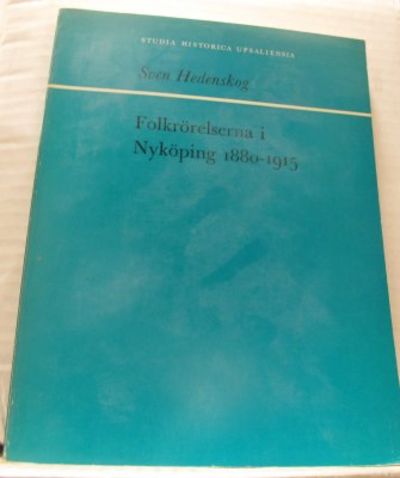 STUDIA HISTORICA UPSALIENSIA
Sven Hedenskog
Folkrörelserna i
Nyköping 1880-1915